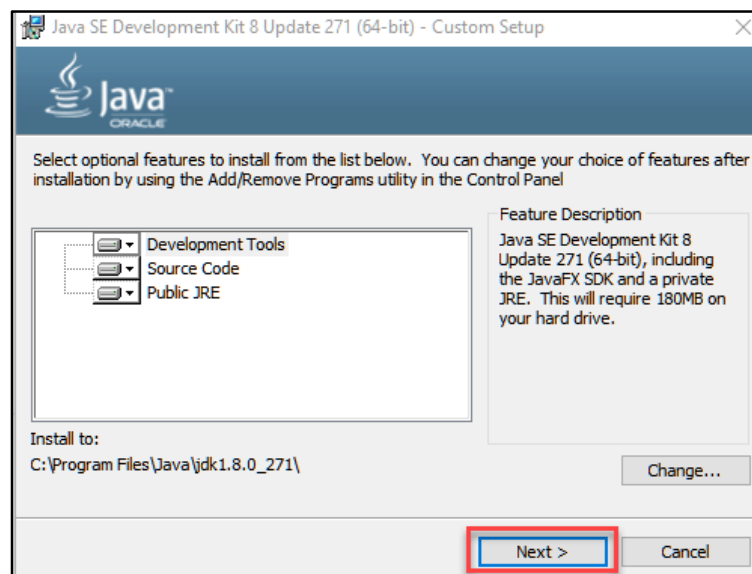 Java SE Development Kit 8 Update 271 (64-bit) - Custom Setup
Java™
ORACLE
Select optional features to install from the list below. You can change your choice of features after
installation by using the Add/Remove Programs utility in the Control Panel
Development Tools
Source Code
Public JRE
Feature Description
Java SE Development Kit 8
Update 271 (64-bit), including
the JavaFX SDK and a private
JRE. This will require 180MB on
your hard drive.
Install to:
C:\Program Files\Java\jdk1.8.0_271\
Change...
Next >
Cancel